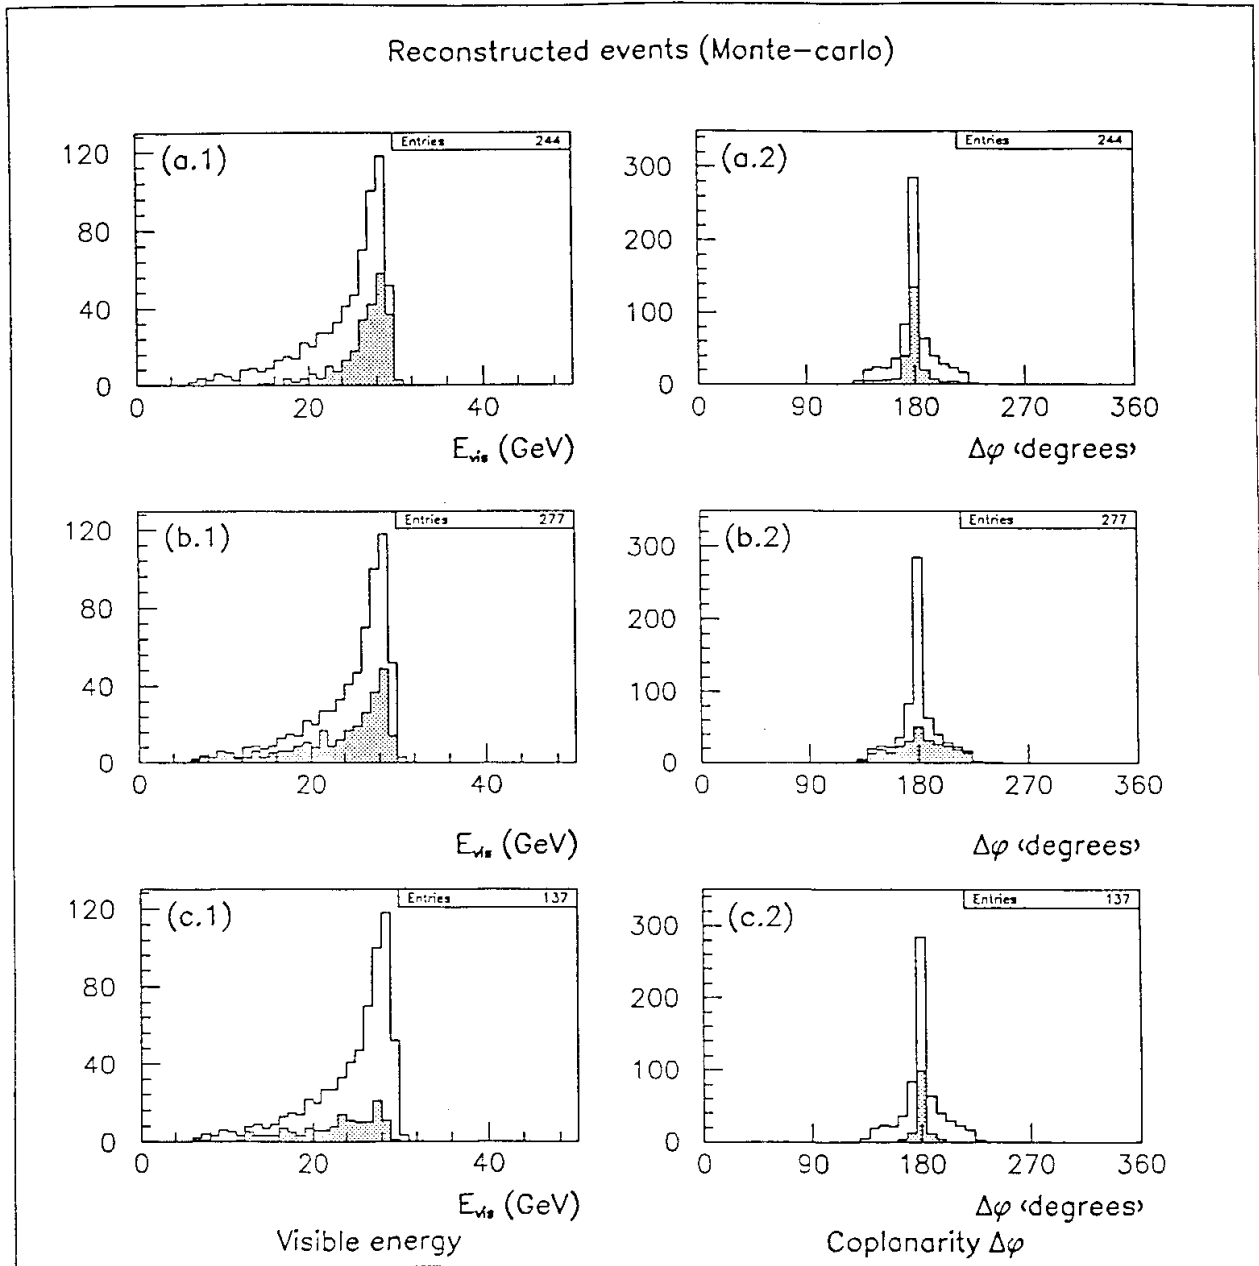 Reconstructed events (Monte-carlo)
(a.1)
Entries 244
120
80
40
0
0 20 40
E_vis (GeV)
(a.2)
Entries 244
300
200
100
0
0 90 180 270 360
Δφ (degrees)
(b.1)
Entries 277
120
80
40
0
0 20 40
E_vis (GeV)
(b.2)
Entries 277
300
200
100
0
0 90 180 270 360
Δφ (degrees)
(c.1)
Entries 137
120
80
40
0
0 20 40
E_vis (GeV)
Visible energy
(c.2)
Entries 137
300
200
100
0
0 90 180 270 360
Δφ (degrees)
Coplanarity Δφ